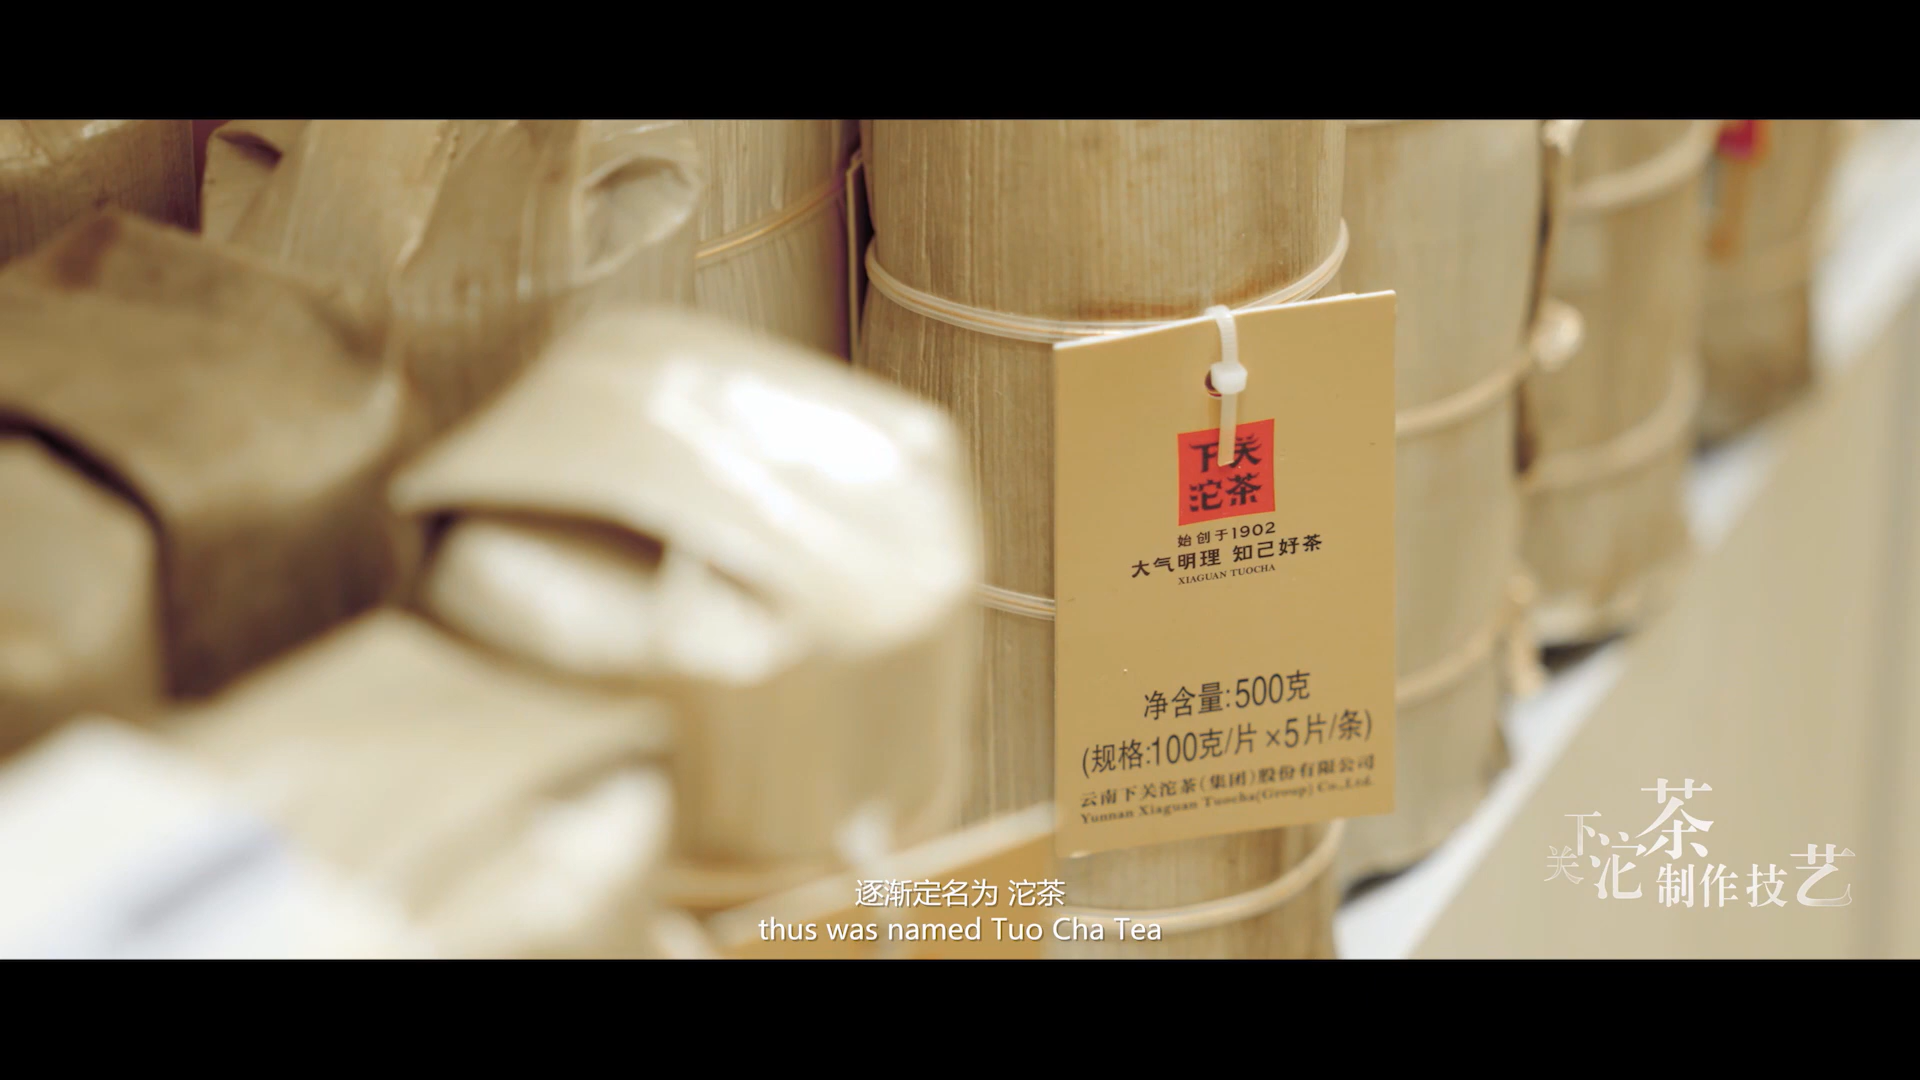 下关
沱茶
始创于1902
大气明理 知己好茶
XIAGUAN TUOCHA
净含量:500克
(规格:100克/片×5片/条)
云南下关沱茶(集团)股份有限公司
Yunnan Xiaguan Tuocha(Group) Co.,Ltd.
下关沱茶制作技艺
逐渐定名为 沱茶
thus was named Tuo Cha Tea